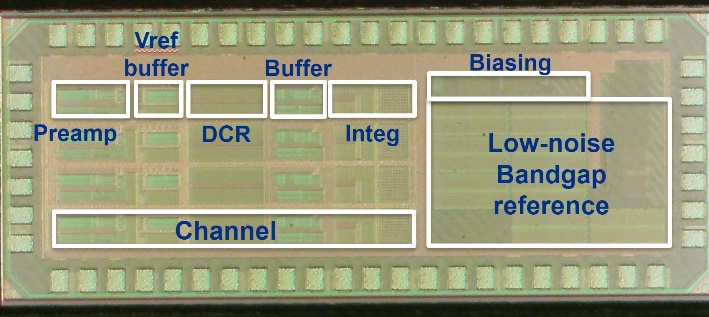 Vref
buffer
Buffer
Biasing
Preamp
DCR
Integ
Low-noise
Bandgap
reference
Channel